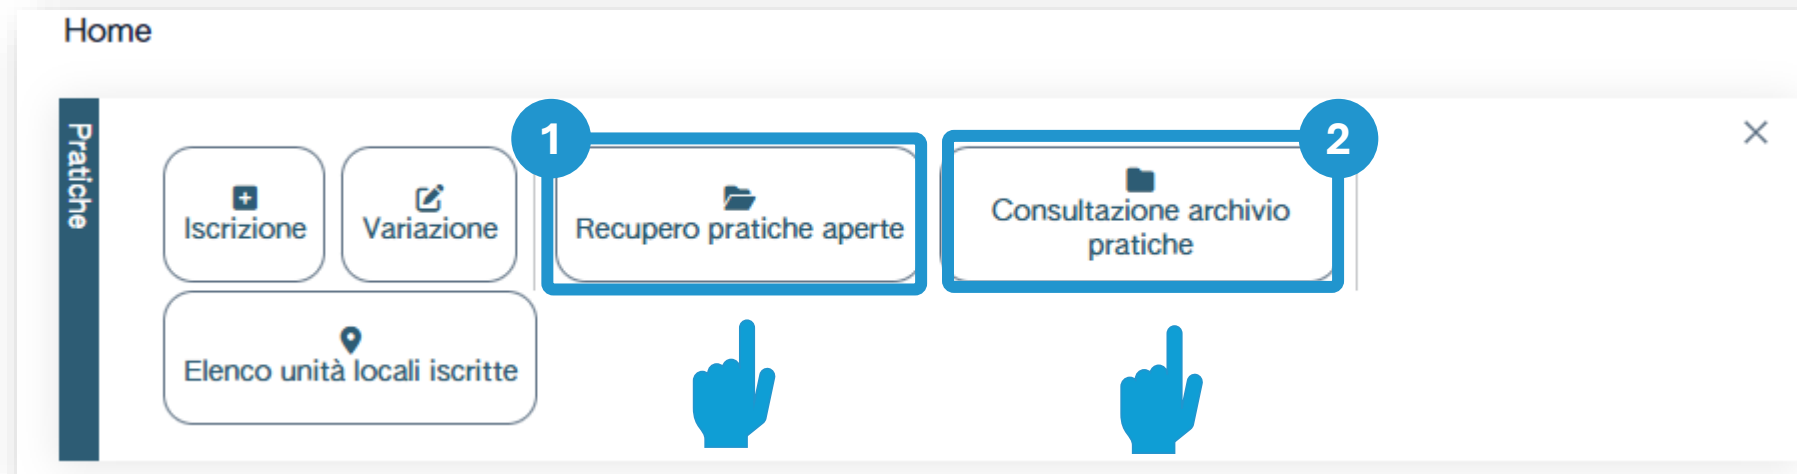 Home
Pratiche
1
2
Iscrizione
Variazione
Recupero pratiche aperte
Consultazione archivio
pratiche
Elenco unità locali iscritte